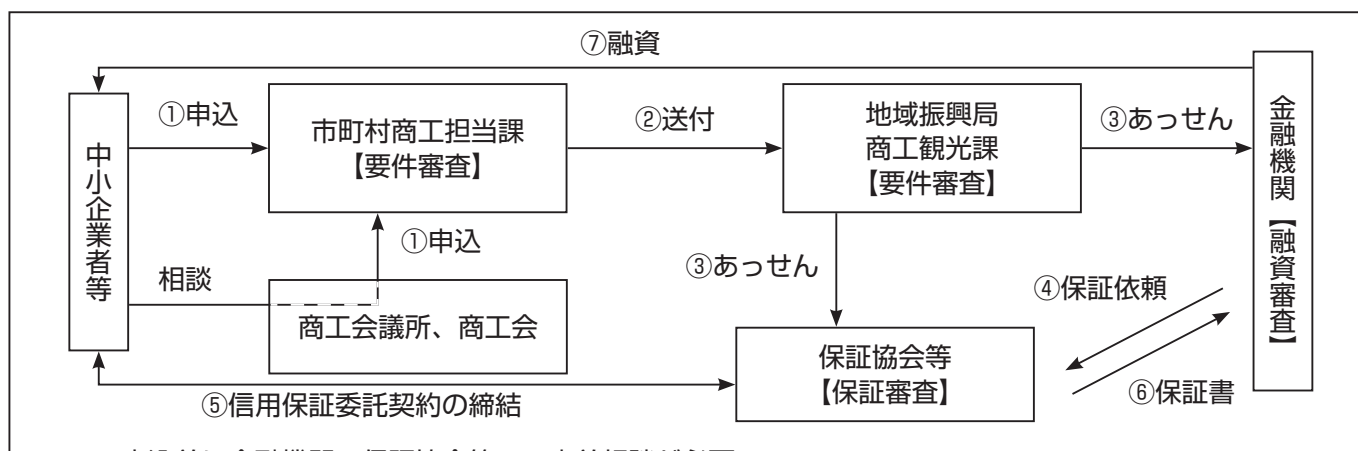 ⑦融資
①申込
市町村商工担当課
【要件審査】
②送付
地域振興局
商工観光課
【要件審査】
③あっせん
金融機関【融資審査】
中小企業者等
①申込
相談
商工会議所、商工会
③あっせん
④保証依頼
保証協会等
【保証審査】
⑥保証書
⑤信用保証委託契約の締結